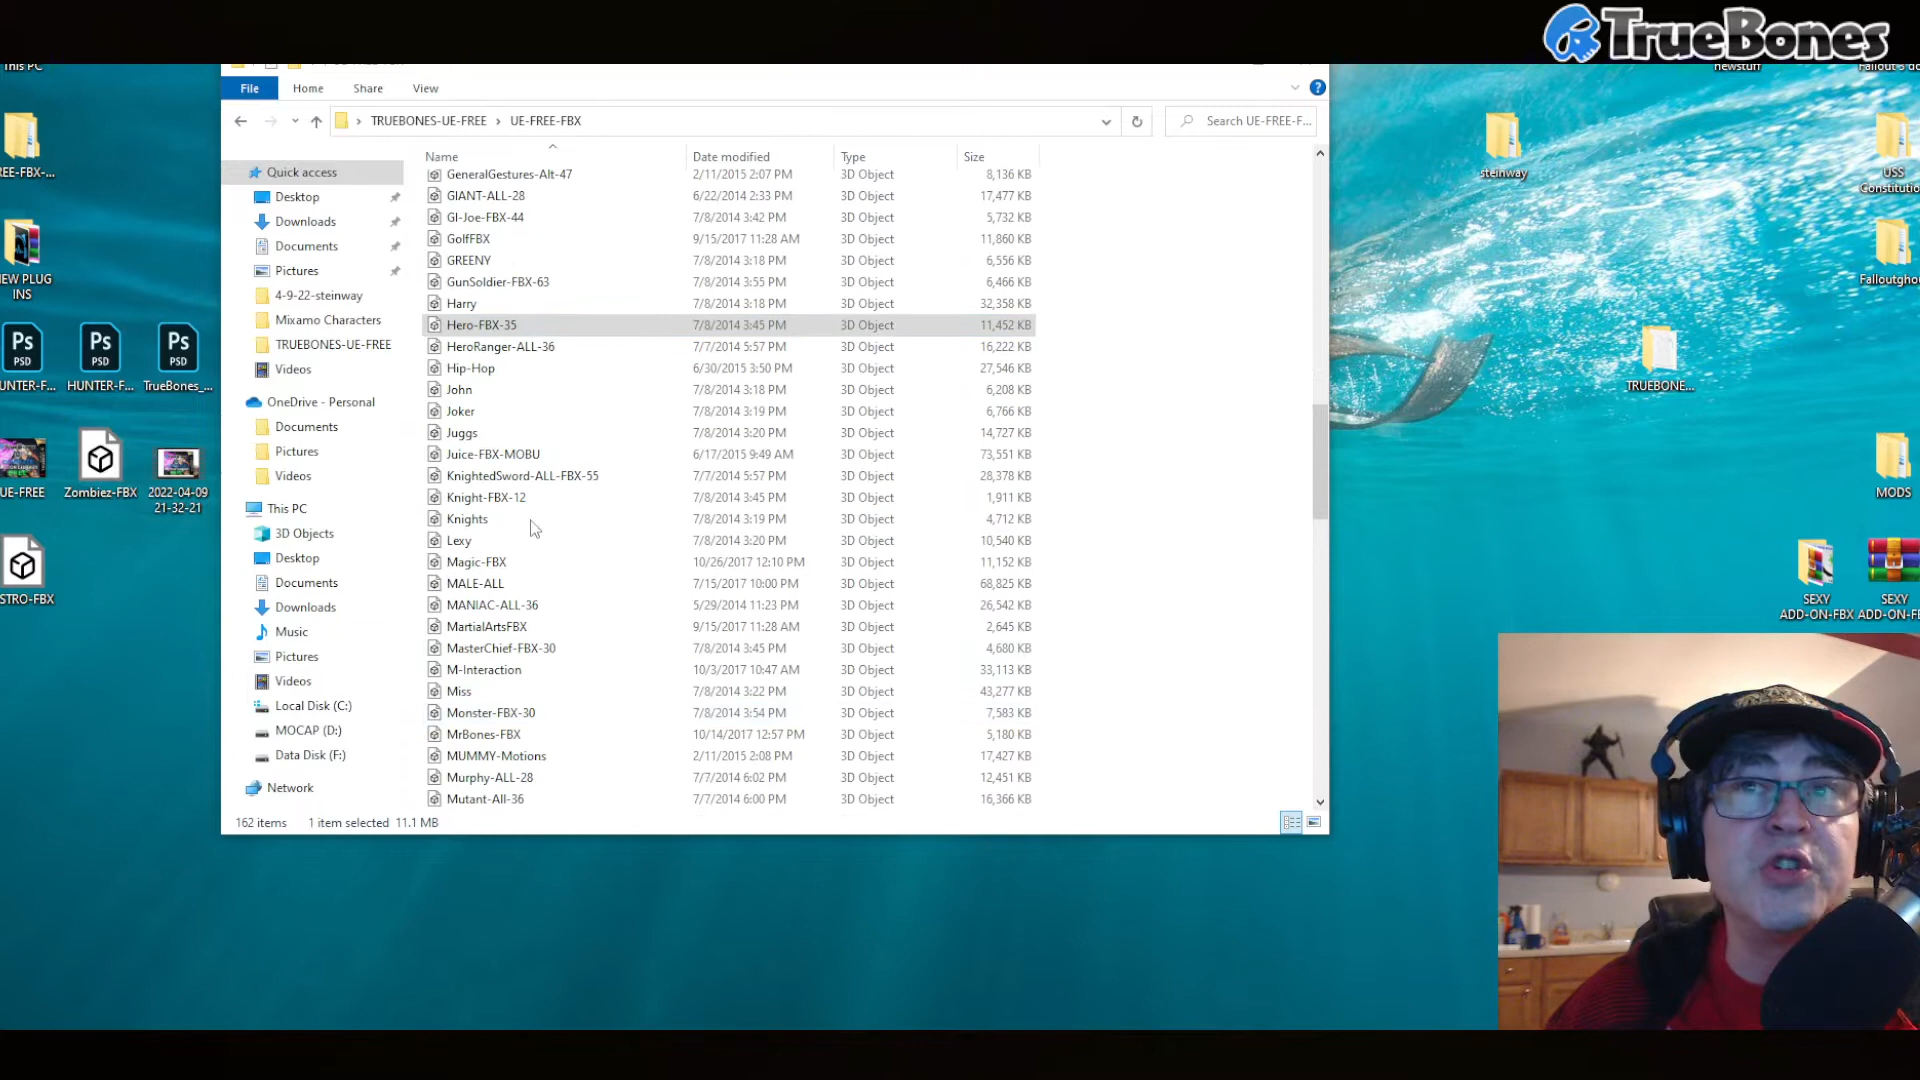 TrueBones
This PC
newstuff
File Home Share View
TRUEBONES-UE-FREE > UE-FREE-FBX
Search UE-FREE-F...
Name Date modified Type Size
Quick access
Desktop
Downloads
Documents
Pictures
4-9-22-steinway
Mixamo Characters
TRUEBONES-UE-FREE
Videos
OneDrive - Personal
Documents
Pictures
Videos
This PC
3D Objects
Desktop
Documents
Downloads
Music
Pictures
Videos
Local Disk (C:)
MOCAP (D:)
Data Disk (F:)
Network
GeneralGestures-Alt-47 2/11/2015 2:07 PM 3D Object 8,136 KB
GIANT-ALL-28 6/22/2014 2:33 PM 3D Object 17,477 KB
GI-Joe-FBX-44 7/8/2014 3:42 PM 3D Object 5,732 KB
GolfFBX 9/15/2017 11:28 AM 3D Object 11,860 KB
GREENY 7/8/2014 3:18 PM 3D Object 6,556 KB
GunSoldier-FBX-63 7/8/2014 3:55 PM 3D Object 6,466 KB
Harry 7/8/2014 3:18 PM 3D Object 32,358 KB
Hero-FBX-35 7/8/2014 3:45 PM 3D Object 11,452 KB
HeroRanger-ALL-36 7/7/2014 5:57 PM 3D Object 16,222 KB
Hip-Hop 6/30/2015 3:50 PM 3D Object 27,546 KB
John 7/8/2014 3:18 PM 3D Object 6,208 KB
Joker 7/8/2014 3:19 PM 3D Object 6,766 KB
Juggs 7/8/2014 3:20 PM 3D Object 14,727 KB
Juice-FBX-MOBU 6/17/2015 9:49 AM 3D Object 73,551 KB
KnightedSword-ALL-FBX-55 7/7/2014 5:57 PM 3D Object 28,378 KB
Knight-FBX-12 7/8/2014 3:45 PM 3D Object 1,911 KB
Knights 7/8/2014 3:19 PM 3D Object 4,712 KB
Lexy 7/8/2014 3:20 PM 3D Object 10,540 KB
Magic-FBX 10/26/2017 12:10 PM 3D Object 11,152 KB
MALE-ALL 7/15/2017 10:00 PM 3D Object 68,825 KB
MANIAC-ALL-36 5/29/2014 11:23 PM 3D Object 26,542 KB
MartialArtsFBX 9/15/2017 11:28 AM 3D Object 2,645 KB
MasterChief-FBX-30 7/8/2014 3:45 PM 3D Object 4,680 KB
M-Interaction 10/3/2017 10:47 AM 3D Object 33,113 KB
Miss 7/8/2014 3:22 PM 3D Object 43,277 KB
Monster-FBX-30 7/8/2014 3:54 PM 3D Object 7,583 KB
MrBones-FBX 10/14/2017 12:57 PM 3D Object 5,180 KB
MUMMY-Motions 2/11/2015 2:08 PM 3D Object 17,427 KB
Murphy-ALL-28 7/7/2014 6:02 PM 3D Object 12,451 KB
Mutant-All-36 7/7/2014 6:00 PM 3D Object 16,366 KB
162 items 1 item selected 11.1 MB
REE-FBX-...
EW PLUG
INS
Ps
PSD
UNTER-F...
Ps
PSD
HUNTER-F...
Ps
PSD
TrueBones_...
UE-FREE
Zombiez-FBX
2022-04-09
21-32-21
STRO-FBX
steinway
USS
Constitutio
Falloutgho
TRUEBONE...
MODS
SEXY
ADD-ON-FBX
SEXY
ADD-ON-FB